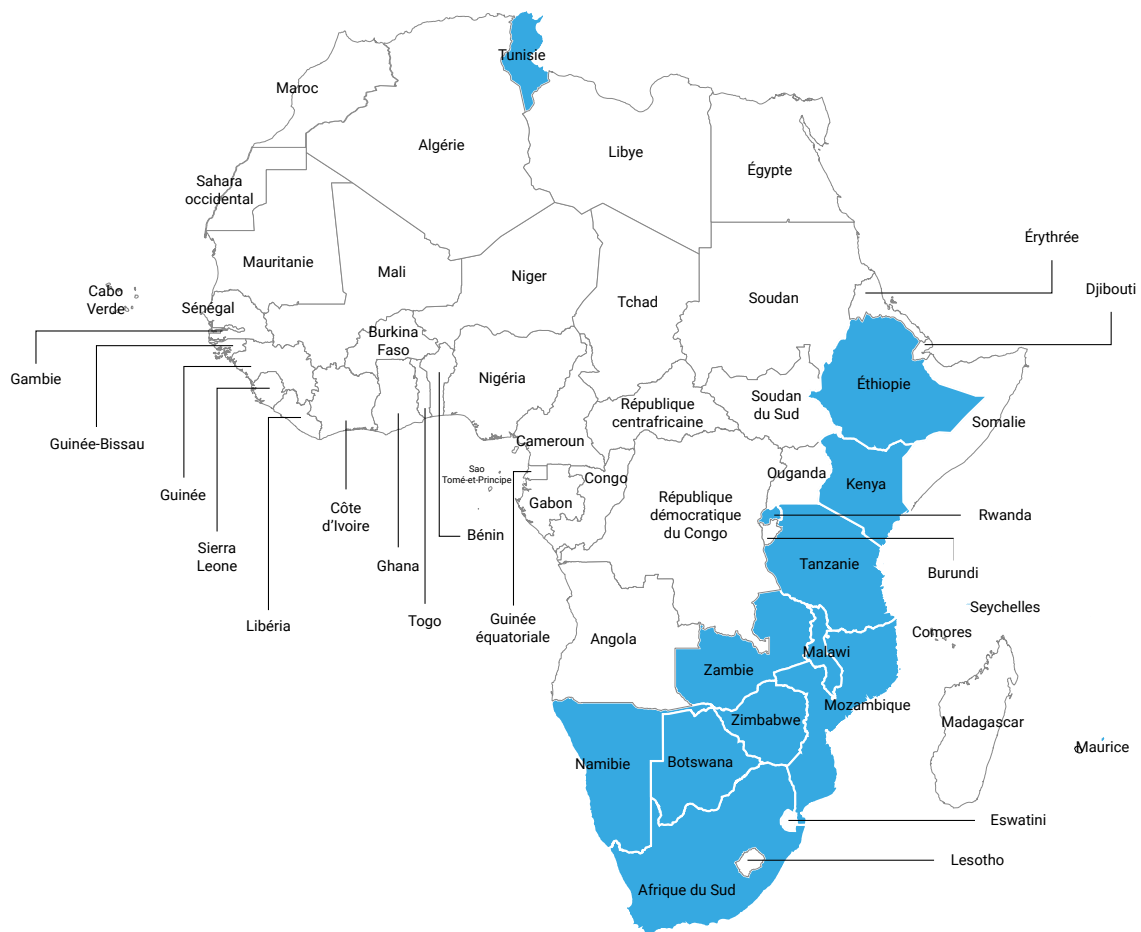 Tunisie
Maroc
Algérie
Libye
Égypte
Sahara
occidental
Érythrée
Mauritanie
Mali
Niger
Cabo
Verde
Sénégal
Tchad
Soudan
Djibouti
Burkina
Faso
Gambie
Nigéria
Éthiopie
Soudan
du Sud
République
centrafricaine
Somalie
Guinée-Bissau
Cameroun
Sao
Tomé-et-Principe
Congo
Ouganda
Kenya
Guinée
Gabon
République
démocratique
du Congo
Côte
d'Ivoire
Rwanda
Bénin
Sierra
Leone
Ghana
Tanzanie
Burundi
Libéria
Togo
Guinée
équatoriale
Seychelles
Angola
Comores
Malawi
Zambie
Mozambique
Zimbabwe
Madagascar
Maurice
Namibie
Botswana
Eswatini
Lesotho
Afrique du Sud